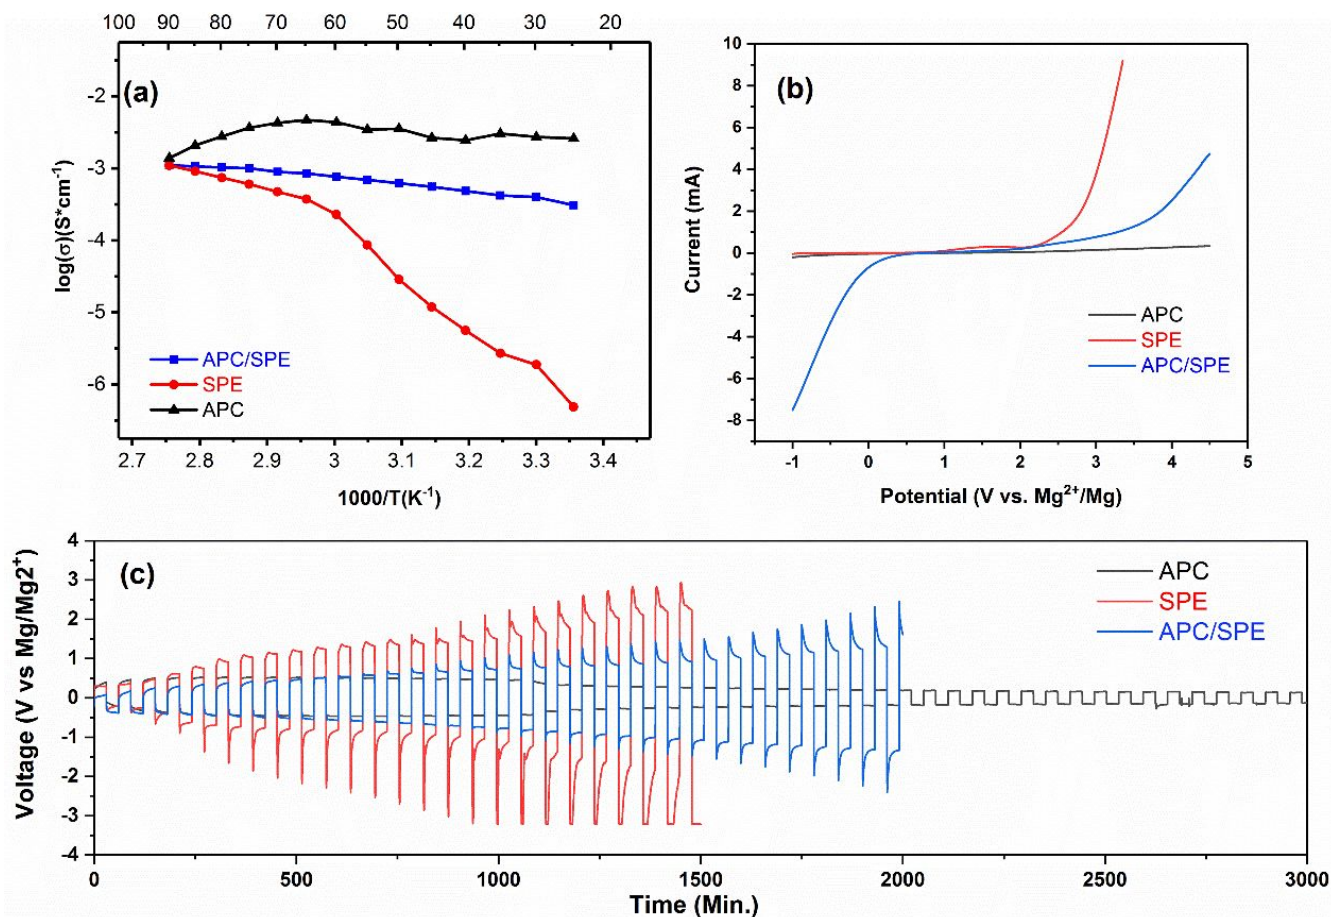 100 90 80 70 60 50 40 30 20
(a)
-2
-3
-4
-5
-6
log(σ)(S*cm⁻¹)
APC/SPE
SPE
APC
2.7 2.8 2.9 3 3.1 3.2 3.3 3.4
1000/T(K⁻¹)
(b)
10
8
6
4
2
0
-2
-4
-6
-8
Current (mA)
APC
SPE
APC/SPE
-1 0 1 2 3 4 5
Potential (V vs. Mg²⁺/Mg)
(c)
4
3
2
1
0
-1
-2
-3
-4
Voltage (V vs Mg/Mg2⁺)
APC
SPE
APC/SPE
0 500 1000 1500 2000 2500 3000
Time (Min.)